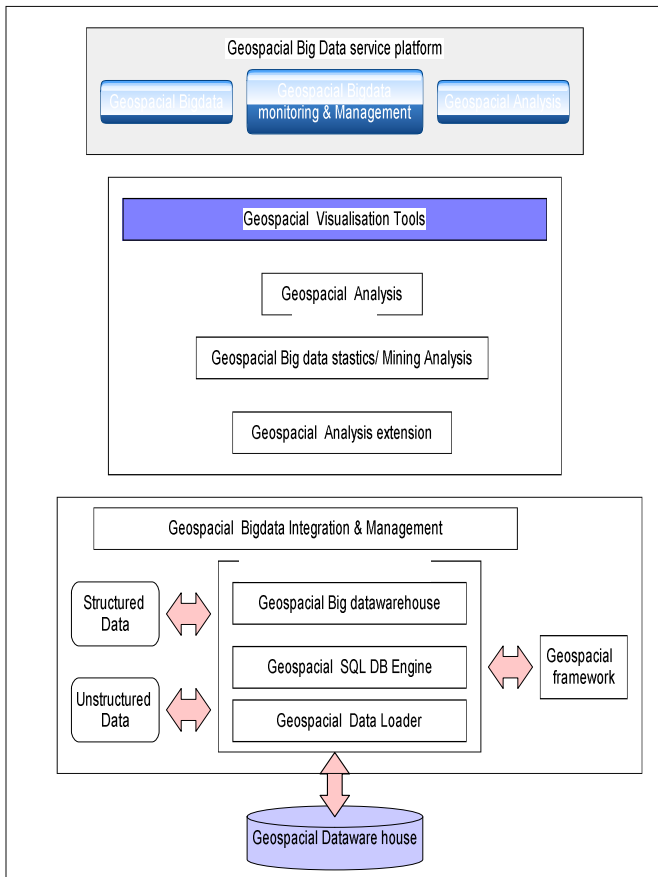 Geospacial Big Data service platform
Geospacial Bigdata
Geospacial Bigdata
monitoring & Management
Geospacial Analysis
Geospacial Visualisation Tools
Geospacial Analysis
Geospacial Big data stastics/ Mining Analysis
Geospacial Analysis extension
Geospacial Bigdata Integration & Management
Structured
Data
Geospacial Big datawarehouse
Geospacial SQL DB Engine
Geospacial
framework
Unstructured
Data
Geospacial Data Loader
Geospacial Dataware house